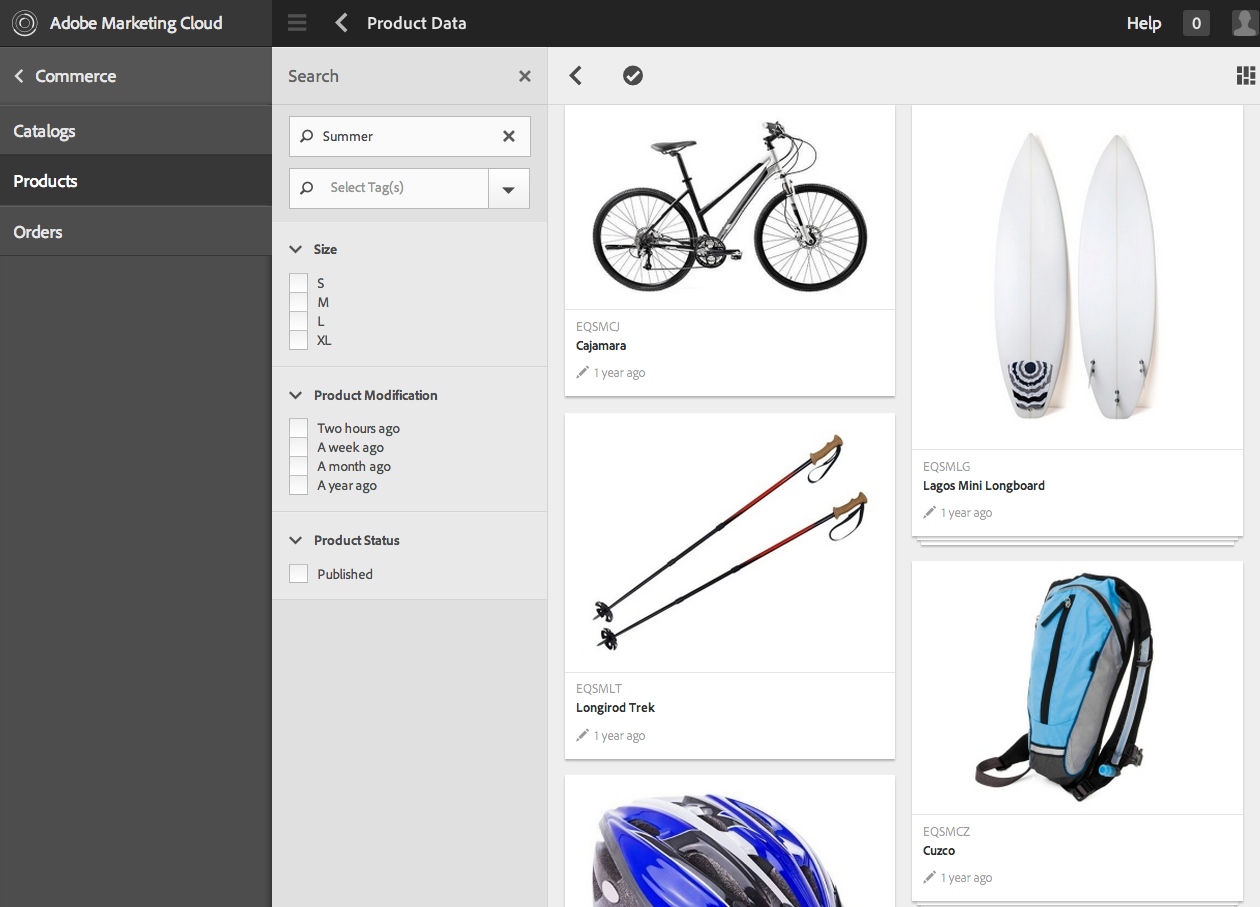 Adobe Marketing Cloud
Product Data
Help
0
Commerce
Catalogs
Products
Orders
Search
Summer
Select Tag(s)
Size
S
M
L
XL
Product Modification
Two hours ago
A week ago
A month ago
A year ago
Product Status
Published
EQSMCJ
Cajamara
1 year ago
EQSMLT
Longirod Trek
1 year ago
EQSMLG
Lagos Mini Longboard
1 year ago
EQSMCZ
Cuzco
1 year ago